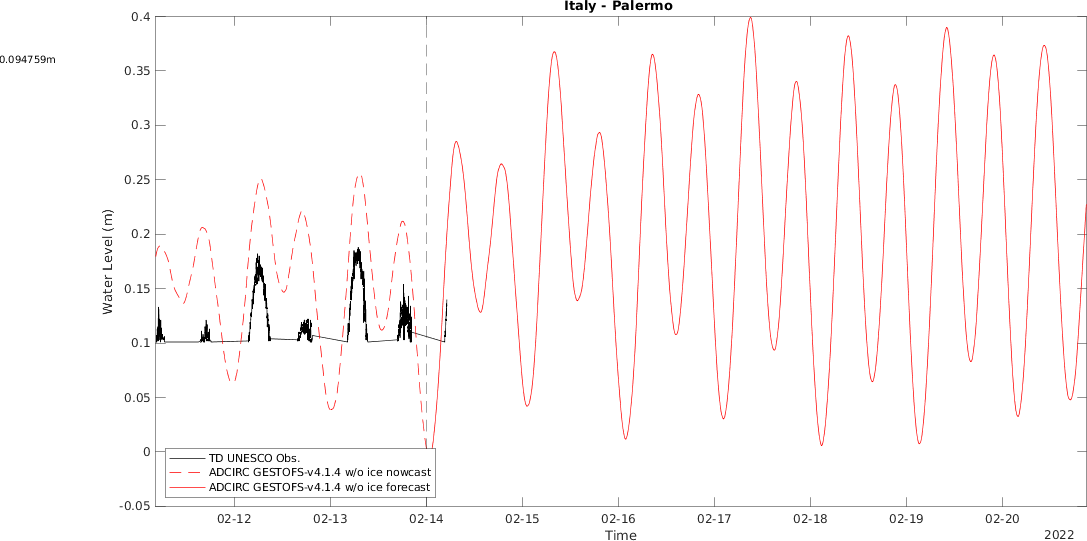 Italy - Palermo
0.094759m
0.4
0.35
0.3
0.25
0.2
0.15
0.1
0.05
0
-0.05
Water Level (m)
TD UNESCO Obs.
ADCIRC GESTOFS-v4.1.4 w/o ice nowcast
ADCIRC GESTOFS-v4.1.4 w/o ice forecast
02-12 02-13 02-14 02-15 02-16 02-17 02-18 02-19 02-20
Time
2022